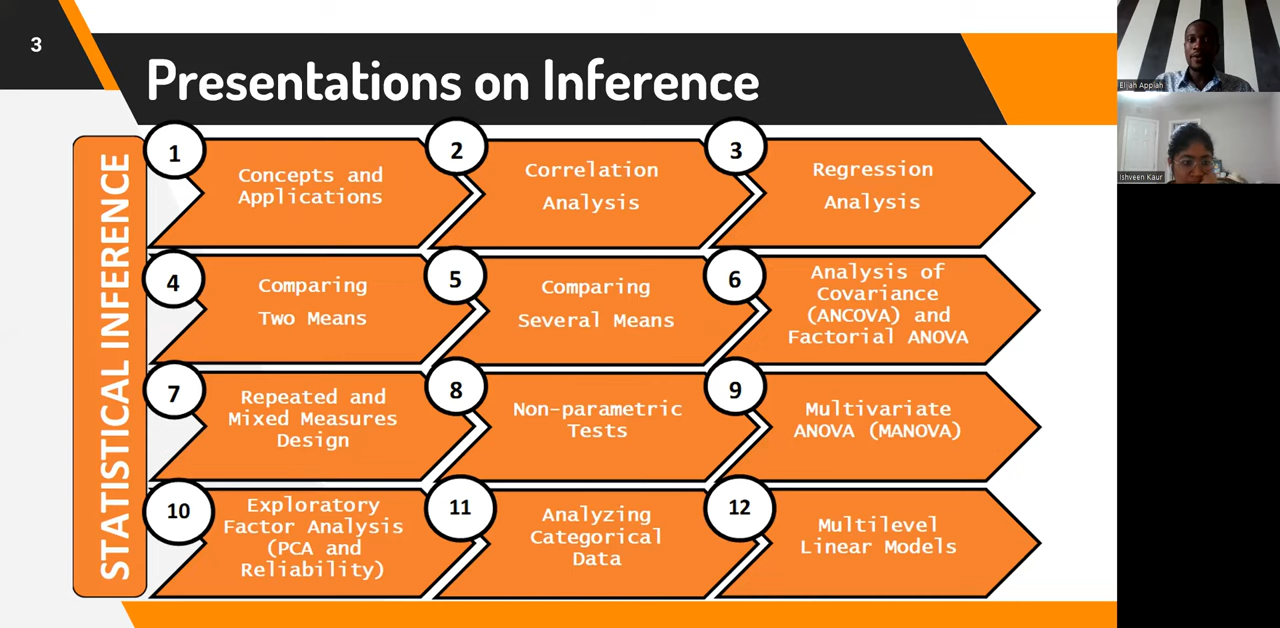 3
Presentations on Inference
STATISTICAL INFERENCE
1
Concepts and
Applications
2
Correlation
Analysis
3
Regression
Analysis
4
Comparing
Two Means
5
Comparing
Several Means
6
Analysis of
Covariance
(ANCOVA) and
Factorial ANOVA
7
Repeated and
Mixed Measures
Design
8
Non-parametric
Tests
9
Multivariate
ANOVA (MANOVA)
10
Exploratory
Factor Analysis
(PCA and
Reliability)
11
Analyzing
Categorical
Data
12
Multilevel
Linear Models
Elijah Appiah
Ishveen Kaur